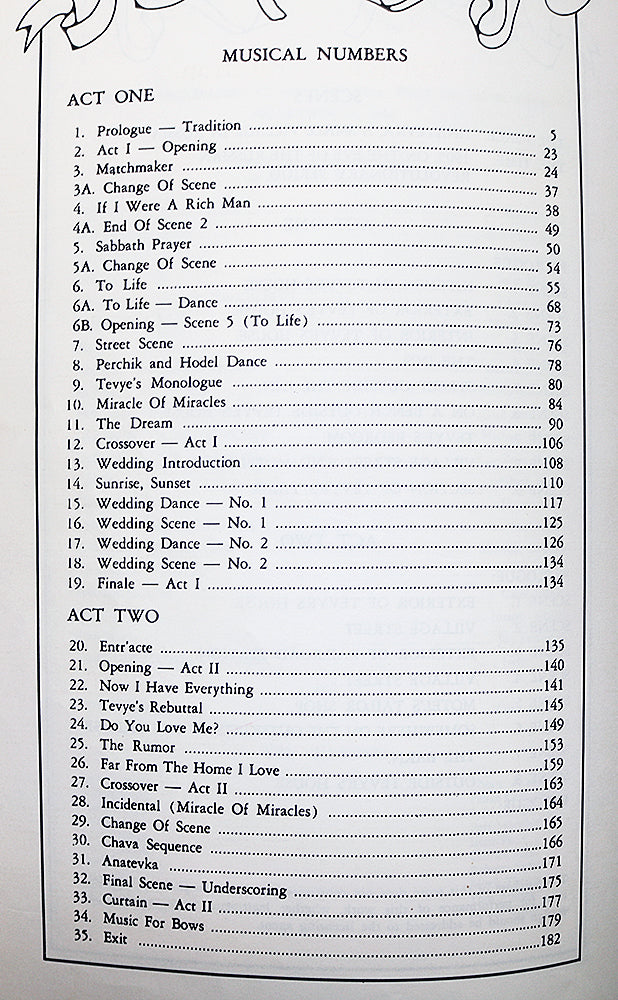 MUSICAL NUMBERS
ACT ONE
1. Prologue — Tradition 5
2. Act I — Opening 23
3. Matchmaker 24
3A. Change Of Scene 37
4. If I Were A Rich Man 38
4A. End Of Scene 2 49
5. Sabbath Prayer 50
5A. Change Of Scene 54
6. To Life 55
6A. To Life — Dance 68
6B. Opening — Scene 5 (To Life) 73
7. Street Scene 76
8. Perchik and Hodel Dance 78
9. Tevye's Monologue 80
10. Miracle Of Miracles 84
11. The Dream 90
12. Crossover — Act I 106
13. Wedding Introduction 108
14. Sunrise, Sunset 110
15. Wedding Dance — No. 1 117
16. Wedding Scene — No. 1 125
17. Wedding Dance — No. 2 126
18. Wedding Scene — No. 2 134
19. Finale — Act I 134
ACT TWO
20. Entr'acte 135
21. Opening — Act II 140
22. Now I Have Everything 141
23. Tevye's Rebuttal 145
24. Do You Love Me? 149
25. The Rumor 153
26. Far From The Home I Love 159
27. Crossover — Act II 163
28. Incidental (Miracle Of Miracles) 164
29. Change Of Scene 165
30. Chava Sequence 166
31. Anatevka 171
32. Final Scene — Underscoring 175
33. Curtain — Act II 177
34. Music For Bows 179
35. Exit 182